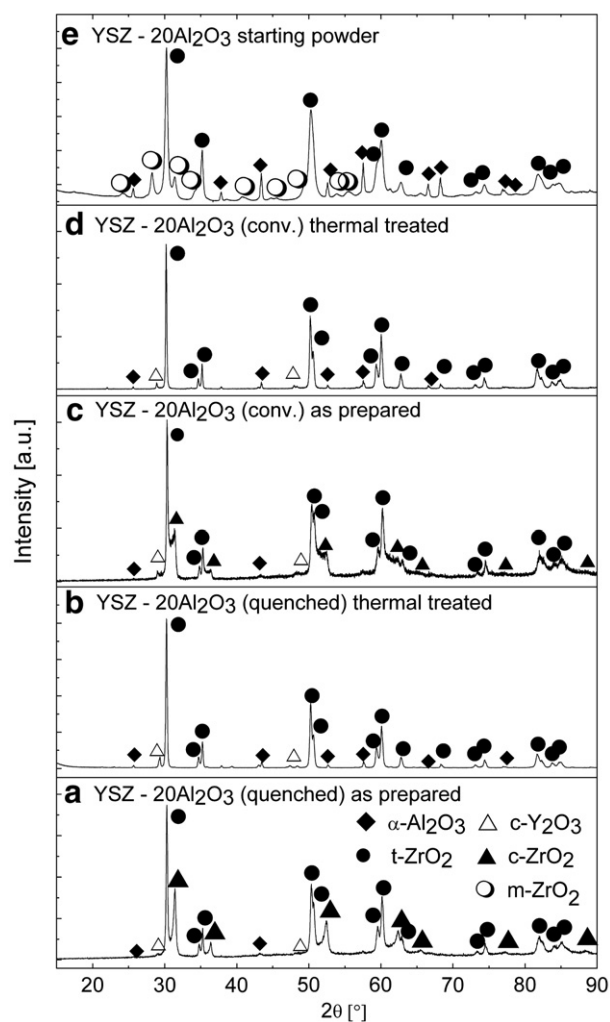 e YSZ - 20Al₂O₃ starting powder
d YSZ - 20Al₂O₃ (conv.) thermal treated
c YSZ - 20Al₂O₃ (conv.) as prepared
b YSZ - 20Al₂O₃ (quenched) thermal treated
a YSZ - 20Al₂O₃ (quenched) as prepared
α-Al₂O₃ c-Y₂O₃
t-ZrO₂ c-ZrO₂
m-ZrO₂
Intensity [a.u.]
20 30 40 50 60 70 80 90
2θ [°]